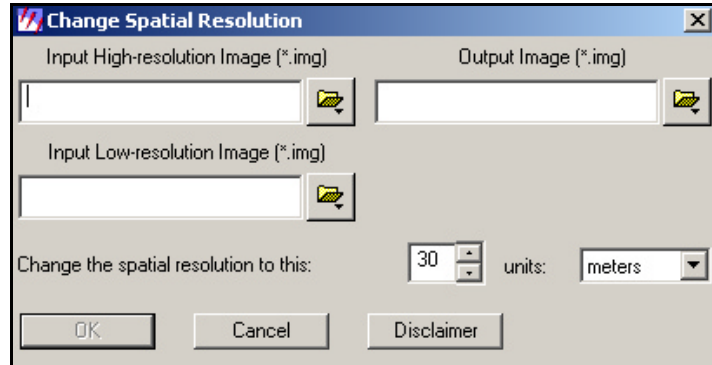 Change Spatial Resolution
Input High-resolution Image (*.img)
Output Image (*.img)
Input Low-resolution Image (*.img)
Change the spatial resolution to this: 30 units: meters
OK Cancel Disclaimer